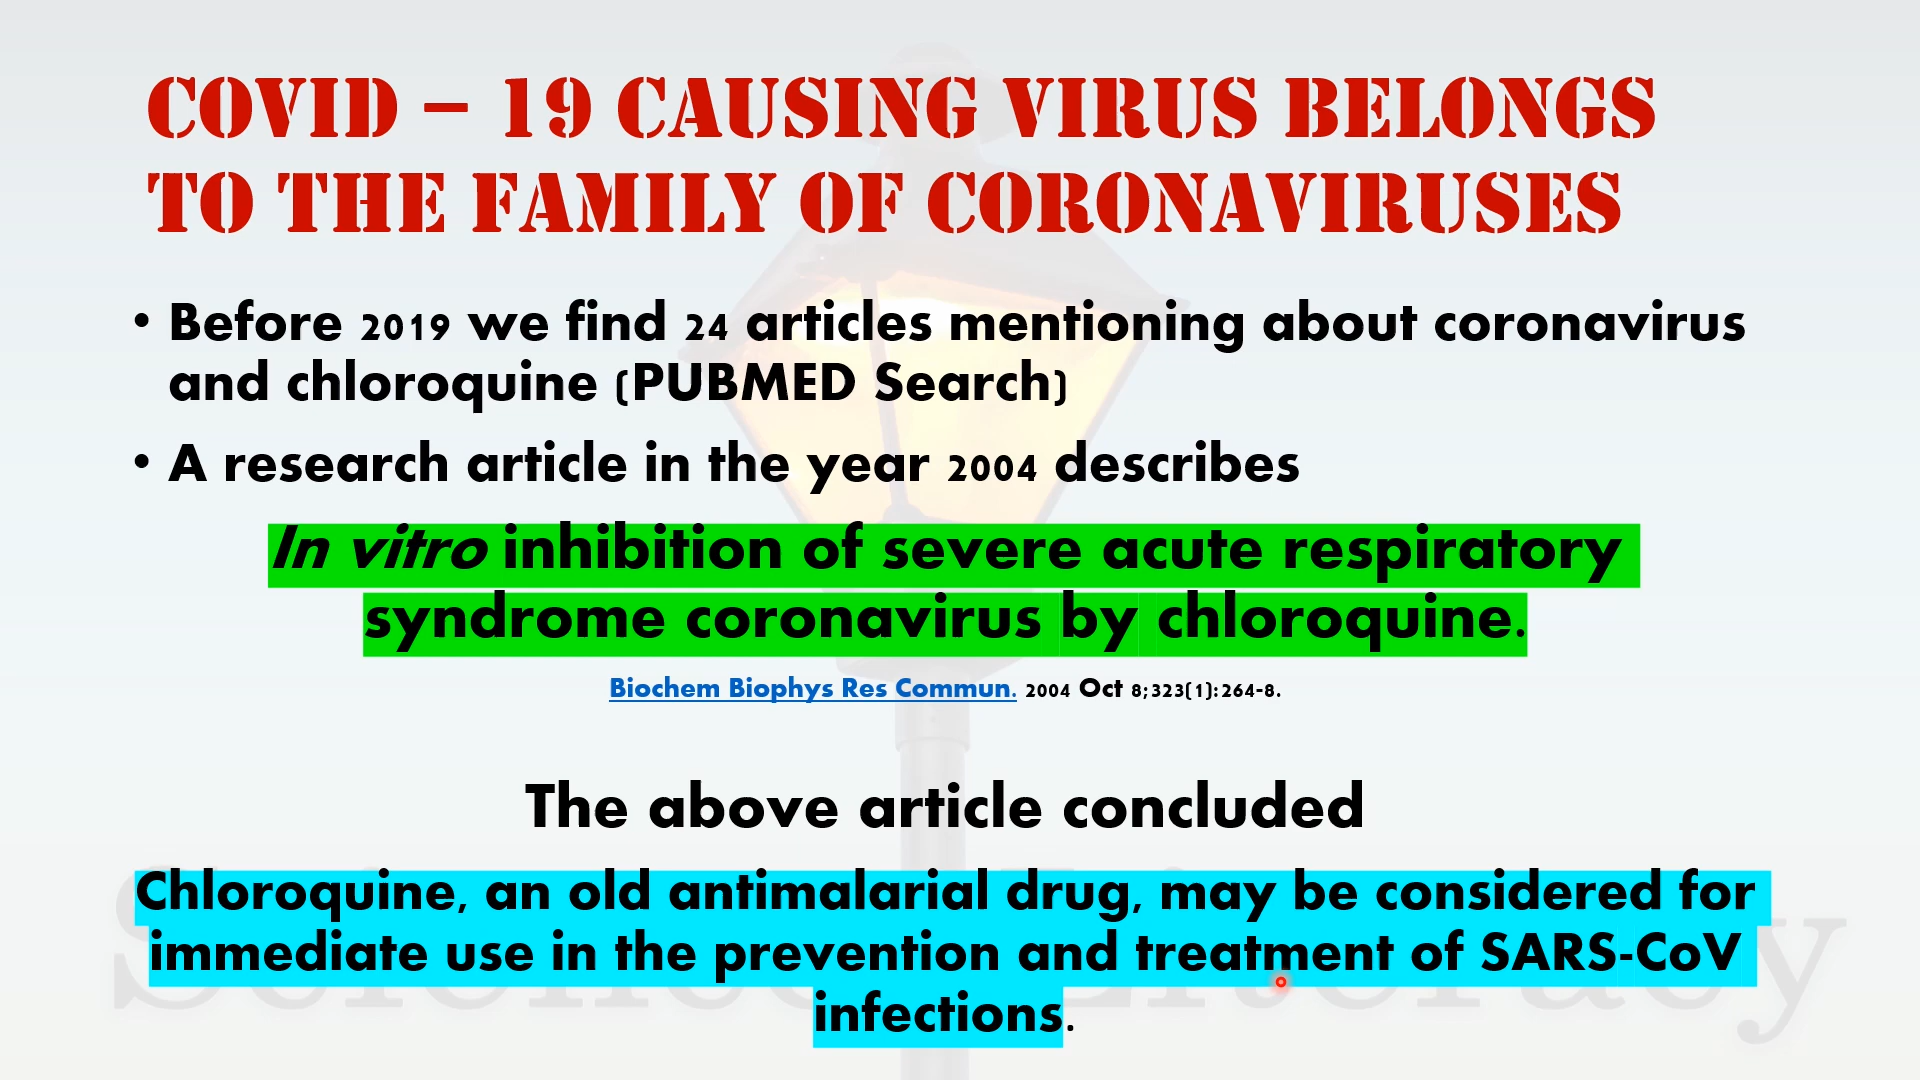 COVID – 19 CAUSING VIRUS BELONGS
TO THE FAMILY OF CORONAVIRUSES
• Before 2019 we find 24 articles mentioning about coronavirus
and chloroquine (PUBMED Search)
• A research article in the year 2004 describes
In vitro inhibition of severe acute respiratory
syndrome coronavirus by chloroquine.
Biochem Biophys Res Commun. 2004 Oct 8;323(1):264-8.
The above article concluded
Science Literacy
Chloroquine, an old antimalarial drug, may be considered for
immediate use in the prevention and treatment of SARS-CoV
infections.